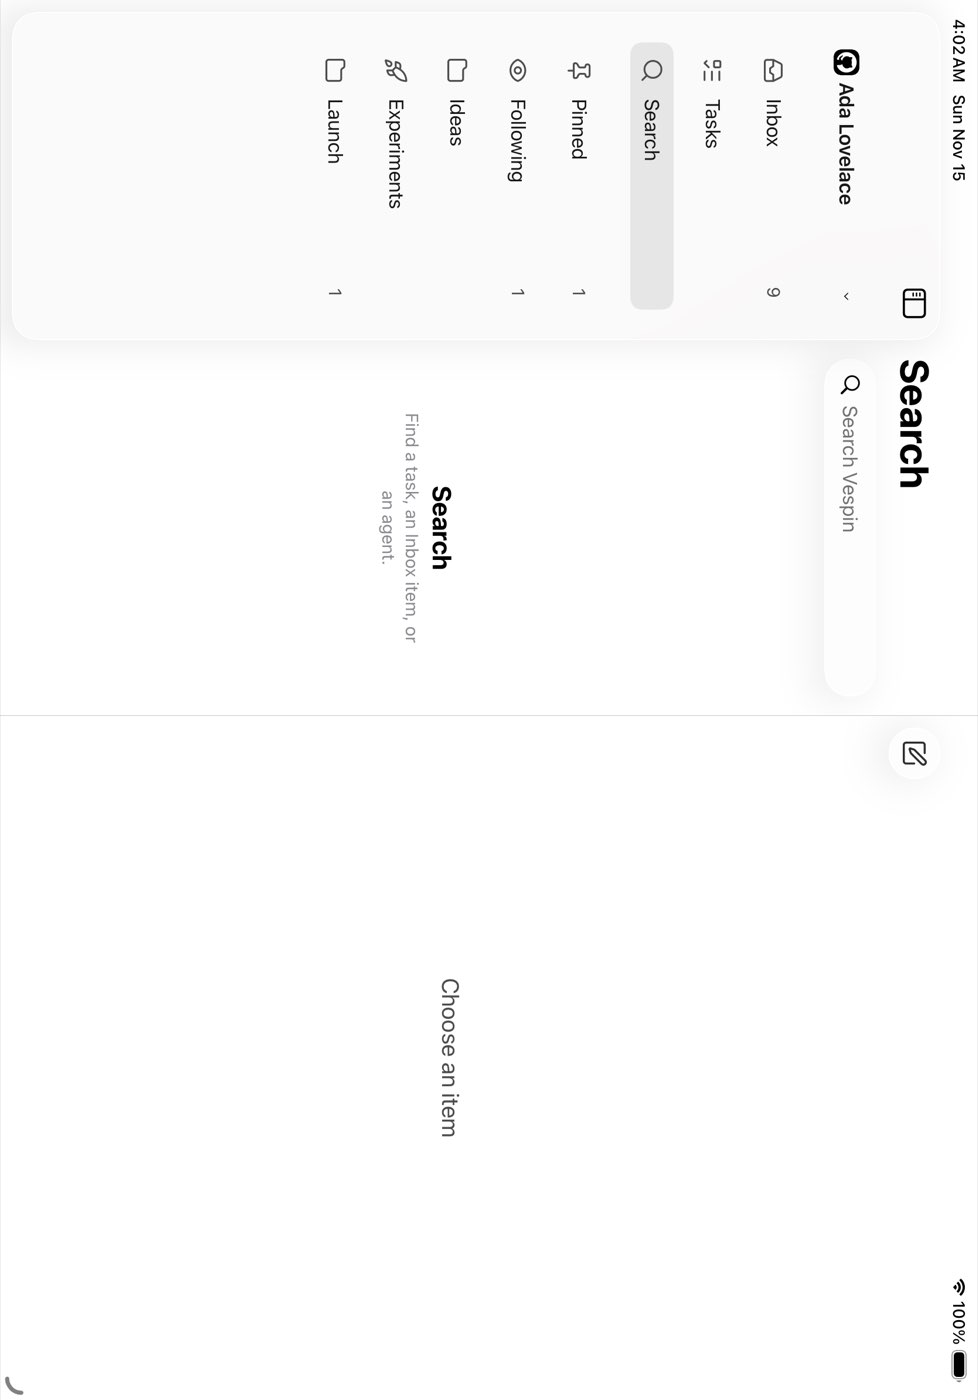 4:02 AM Sun Nov 15
100%
Ada Lovelace
Inbox 9
Tasks
Search
Pinned 1
Following 1
Ideas
Experiments
Launch 1
Search
Search Vespin
Search
Find a task, an Inbox item, or
an agent.
Choose an item